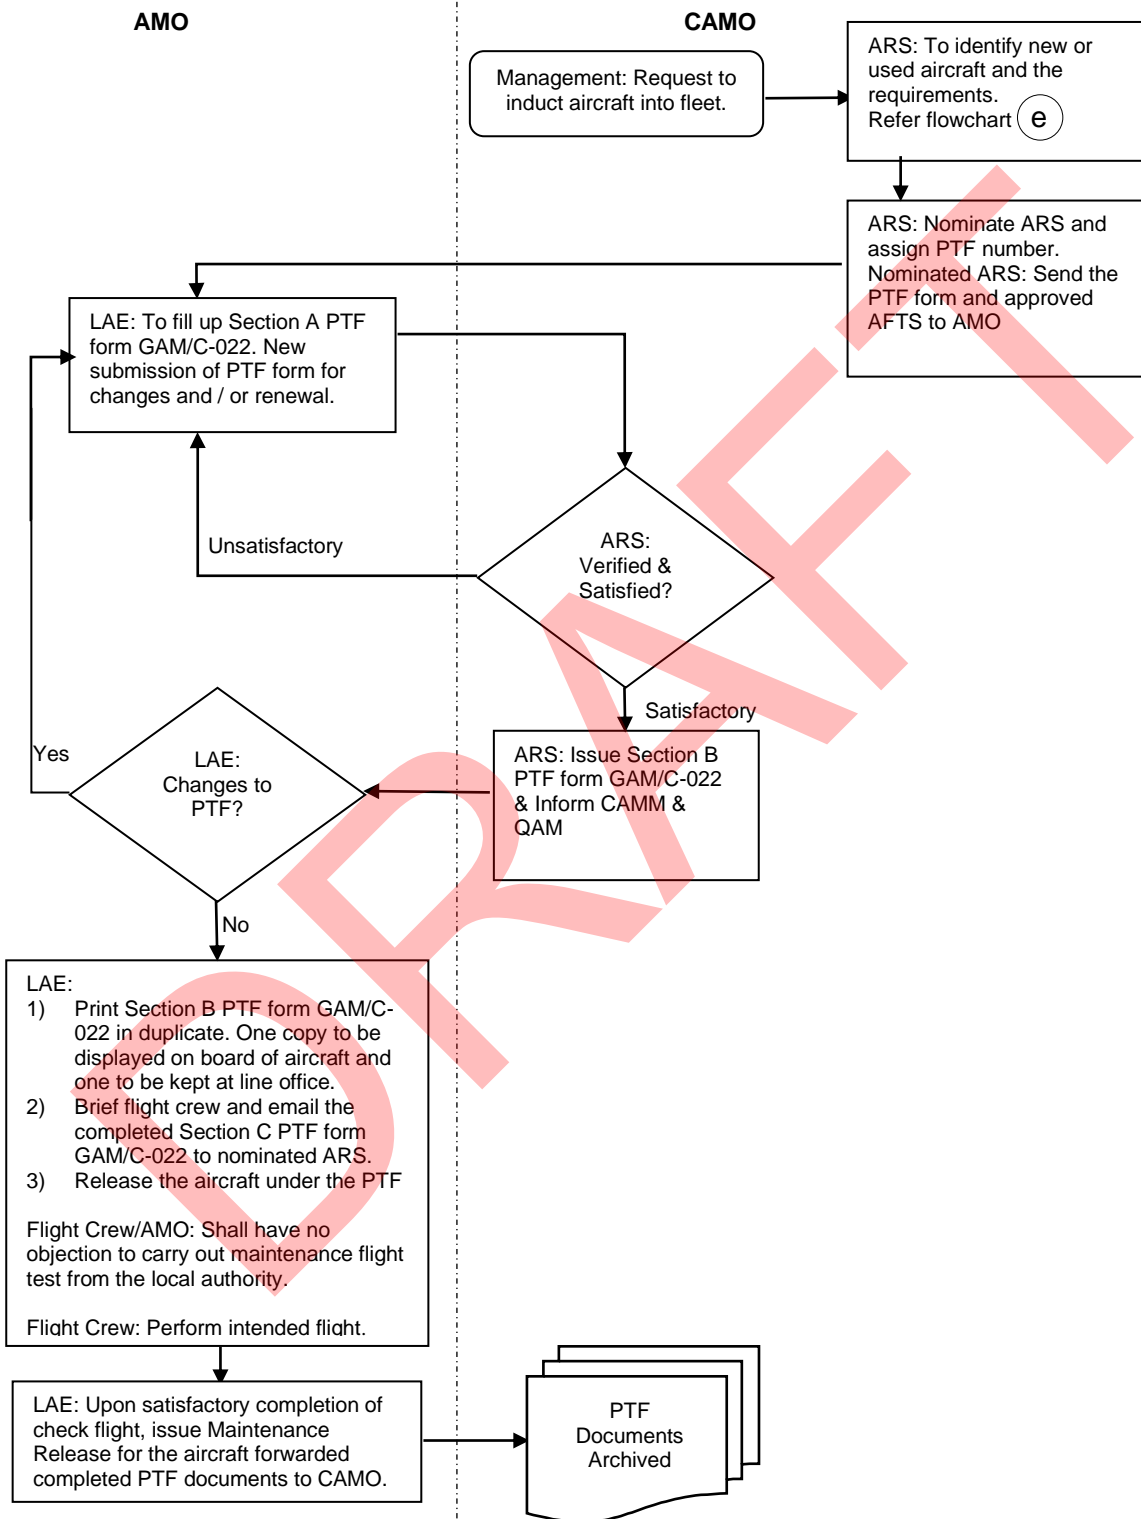 AMO
CAMO
Management: Request to
induct aircraft into fleet.
ARS: To identify new or
used aircraft and the
requirements.
Refer flowchart e
ARS: Nominate ARS and
assign PTF number.
Nominated ARS: Send the
PTF form and approved
AFTS to AMO
LAE: To fill up Section A PTF
form GAM/C-022. New
submission of PTF form for
changes and / or renewal.
Unsatisfactory
ARS:
Verified &
Satisfied?
Satisfactory
ARS: Issue Section B
PTF form GAM/C-022
& Inform CAMM &
QAM
Yes
LAE:
Changes to
PTF?
No
LAE:
1) Print Section B PTF form GAM/C-
022 in duplicate. One copy to be
displayed on board of aircraft and
one to be kept at line office.
2) Brief flight crew and email the
completed Section C PTF form
GAM/C-022 to nominated ARS.
3) Release the aircraft under the PTF
Flight Crew/AMO: Shall have no
objection to carry out maintenance flight
test from the local authority.
Flight Crew: Perform intended flight.
LAE: Upon satisfactory completion of
check flight, issue Maintenance
Release for the aircraft forwarded
completed PTF documents to CAMO.
PTF
Documents
Archived
DRAFT